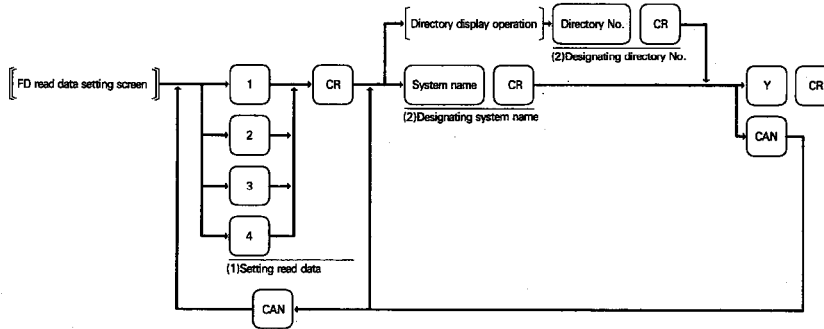 [Directory display operation] Directory No. CR
(2)Designating directory No.
[FD read data setting screen] 1 CR System name CR Y CR
(2)Designating system name
2 CAN
3
4
(1)Setting read data
CAN